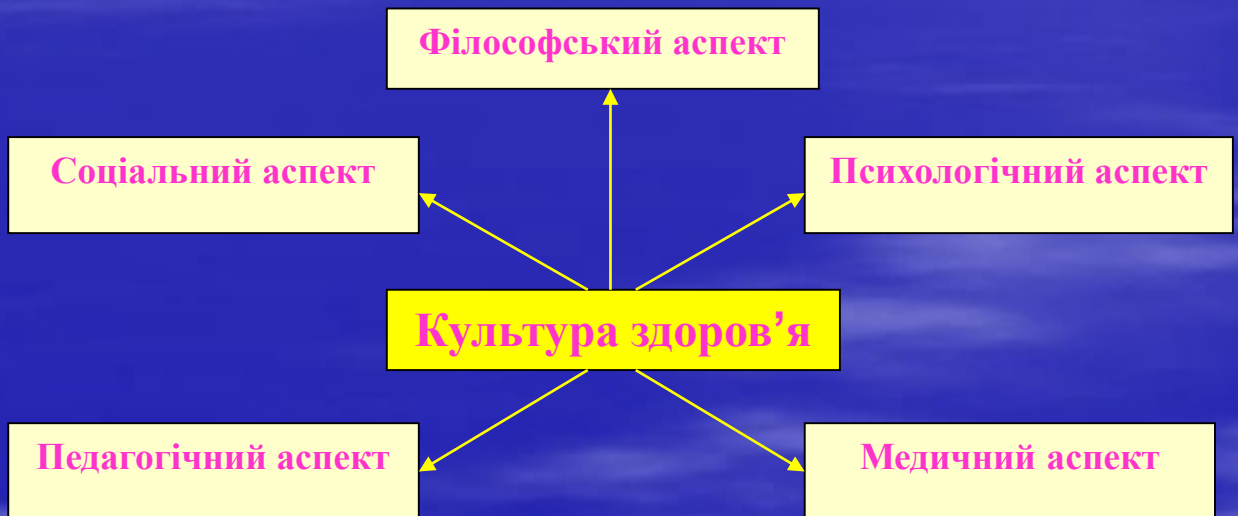 Філософський аспект
Соціальний аспект
Психологічний аспект
Культура здоров’я
Педагогічний аспект
Медичний аспект